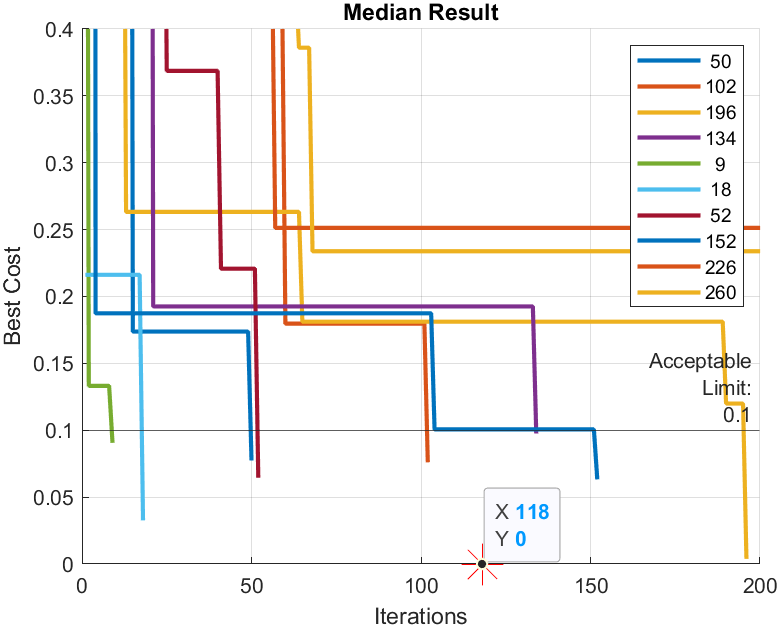 Median Result
0.4
0.35
0.3
0.25
0.2
0.15
0.1
0.05
0
Best Cost
50
102
196
134
9
18
52
152
226
260
Acceptable
Limit:
0.1
X 118
Y 0
0 50 100 150 200
Iterations